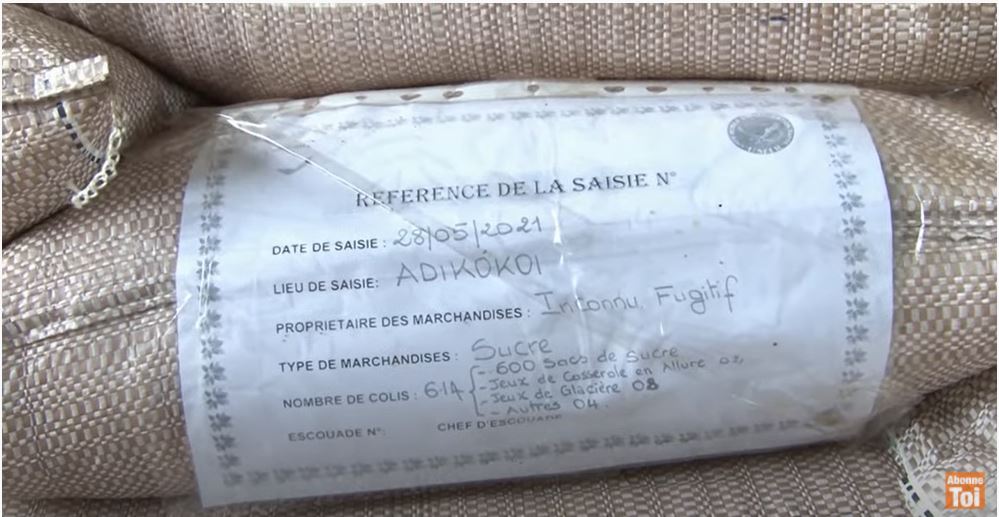 REFERENCE DE LA SAISIE N°
DATE DE SAISIE : 28/05/2021
LIEU DE SAISIE: ADIKOKOI
PROPRIETAIRE DES MARCHANDISES : Inconnu, Fugitif
TYPE DE MARCHANDISES : Sucre
NOMBRE DE COLIS : 614
- 600 Sacs de Sucre
- Jeux de Casserole en Allure 02
- Jeux de Glacière 08
- Autres 04
ESCOUADE N°: CHEF D'ESCOUADE
Abonne
Toi